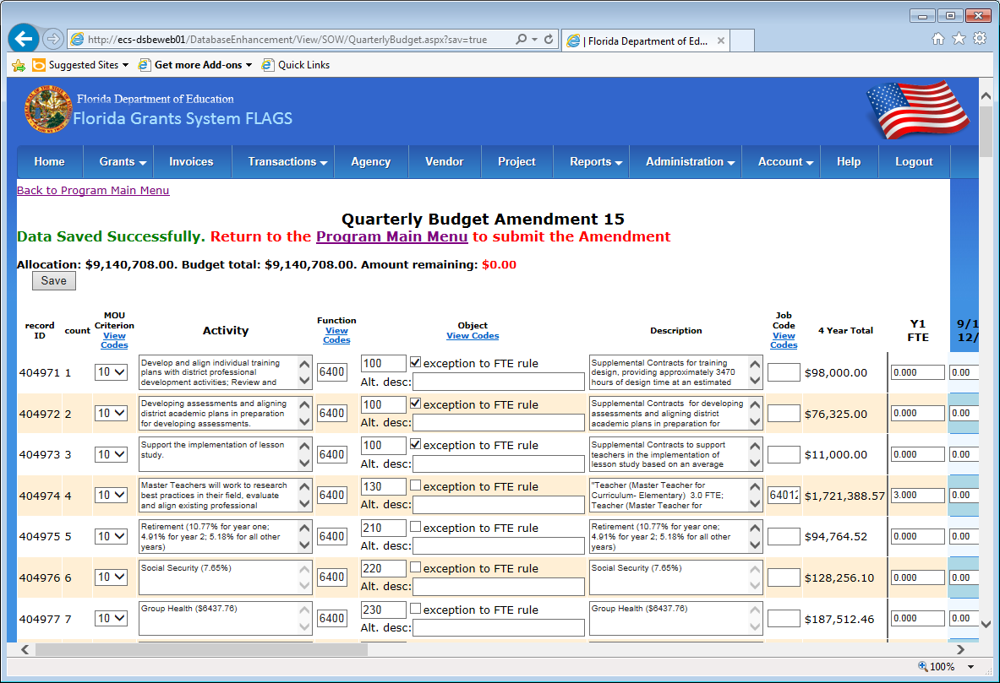 http://ecs-dsbeweb01/DatabaseEnhancement/View/SOW/QuarterlyBudget.aspx?sav=true
| Florida Department of Ed...
Suggested Sites
Get more Add-ons
Quick Links
Florida Department of Education
Florida Grants System FLAGS
Home Grants Invoices Transactions Agency Vendor Project Reports Administration Account Help Logout
Back to Program Main Menu
Quarterly Budget Amendment 15
Data Saved Successfully. Return to the Program Main Menu to submit the Amendment
Allocation: $9,140,708.00. Budget total: $9,140,708.00. Amount remaining: $0.00
Save
record ID
count
MOU Criterion View Codes
Activity
Function View Codes
Object View Codes
Description
Job Code View Codes
4 Year Total
Y1 FTE
9/1
12/
404971 1 10
Develop and align individual training
plans with district professional
development activities; Review and
6400
100 exception to FTE rule
Alt. desc:
Supplemental Contracts for training
design, providing approximately 3470
hours of design time at an estimated
$98,000.00 0.000 0.00
404972 2 10
Developing assessments and aligning
district academic plans in preparation
for developing assessments.
6400
100 exception to FTE rule
Alt. desc:
Supplemental Contracts for developing
assessments and aligning district
academic plans in preparation for
$76,325.00 0.000 0.00
404973 3 10
Support the implementation of lesson
study.
6400
100 exception to FTE rule
Alt. desc:
Supplemental Contracts to support
teachers in the implementation of
lesson study based on an average
$11,000.00 0.000 0.00
404974 4 10
Master Teachers will work to research
best practices in their field, evaluate
and align existing professional
6400
130 exception to FTE rule
Alt. desc:
"Teacher (Master Teacher for
Curriculum- Elementary) 3.0 FTE;
Teacher (Master Teacher for
64012 $1,721,388.57 3.000 0.00
404975 5 10
Retirement (10.77% for year one;
4.91% for year 2; 5.18% for all other
years)
6400
210 exception to FTE rule
Alt. desc:
Retirement (10.77% for year one;
4.91% for year 2; 5.18% for all other
years)
$94,764.52 0.000 0.00
404976 6 10
Social Security (7.65%)
6400
220 exception to FTE rule
Alt. desc:
Social Security (7.65%)
$128,256.10 0.000 0.00
404977 7 10
Group Health ($6437.76)
6400
230 exception to FTE rule
Alt. desc:
Group Health ($6437.76)
$187,512.46 0.000 0.00
100%